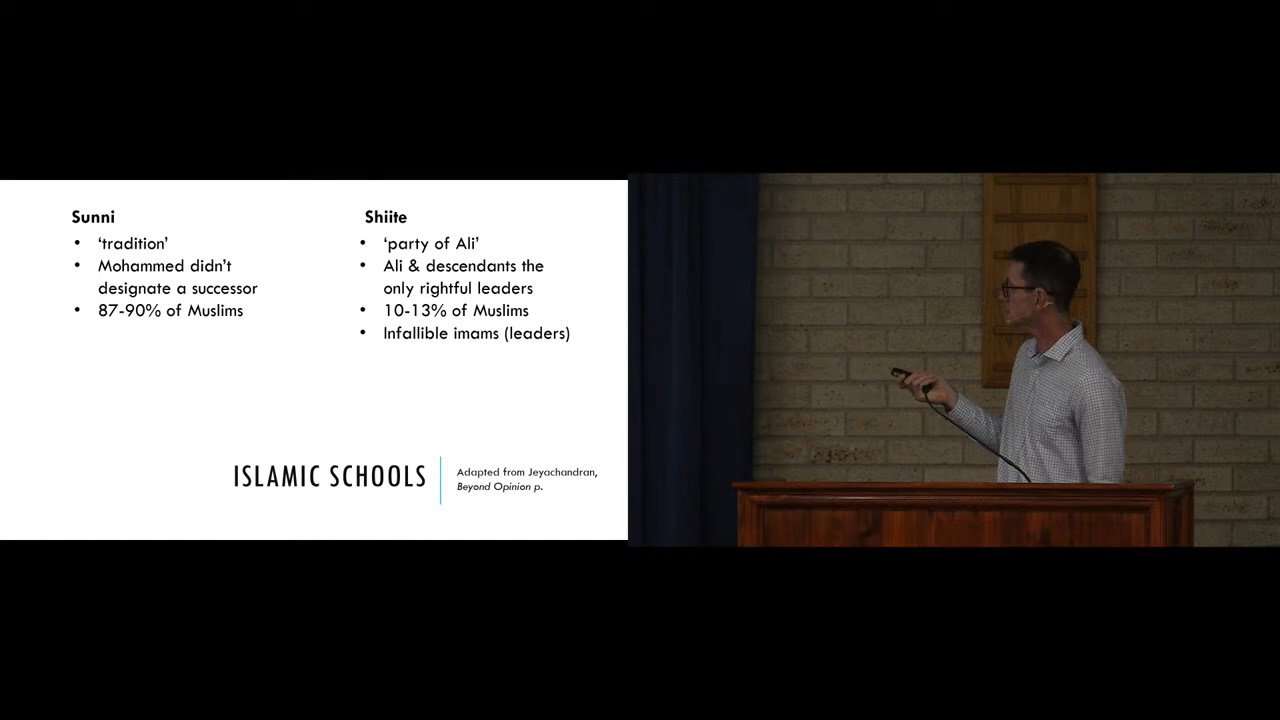 Sunni
• ‘tradition’
• Mohammed didn’t
designate a successor
• 87-90% of Muslims
Shiite
• ‘party of Ali’
• Ali & descendants the
only rightful leaders
• 10-13% of Muslims
• Infallible imams (leaders)
ISLAMIC SCHOOLS
Adapted from Jeyachandran,
Beyond Opinion p.